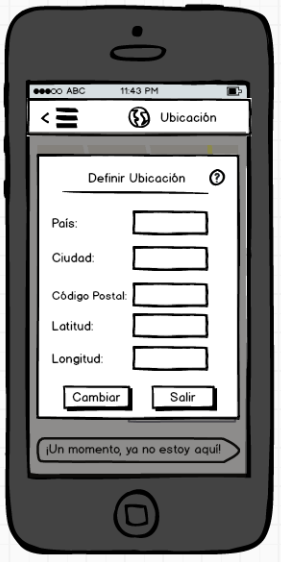 ABC 11:43 PM
< Ubicación
Definir Ubicación ?
País:
Ciudad:
Código Postal:
Latitud:
Longitud:
Cambiar Salir
¡Un momento, ya no estoy aquí!